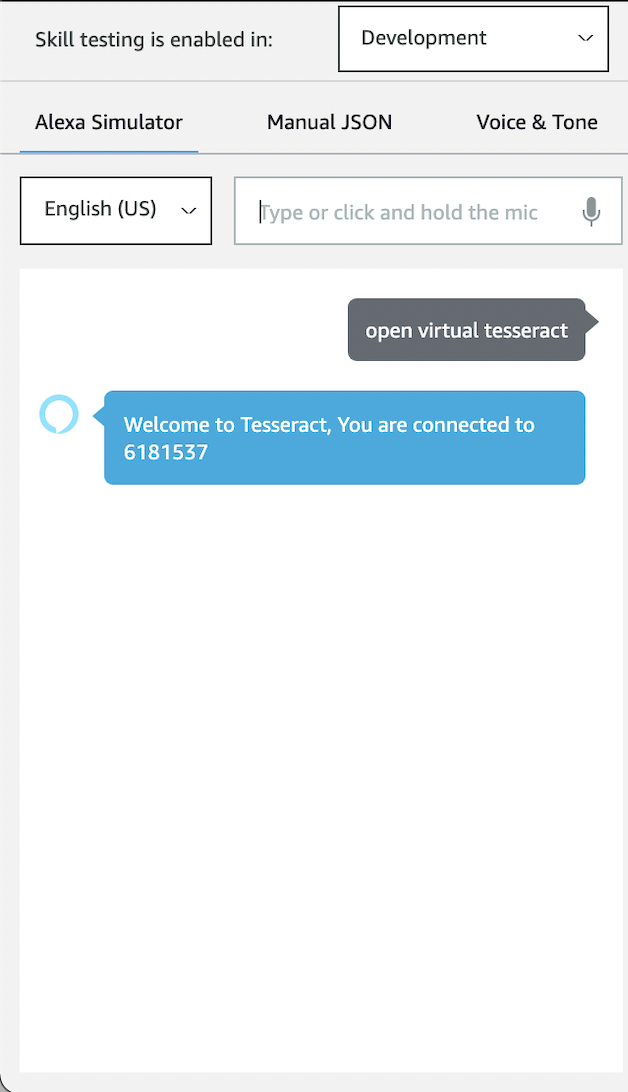 Skill testing is enabled in:
Development
Alexa Simulator
Manual JSON
Voice & Tone
English (US)
Type or click and hold the mic
open virtual tesseract
Welcome to Tesseract, You are connected to
6181537